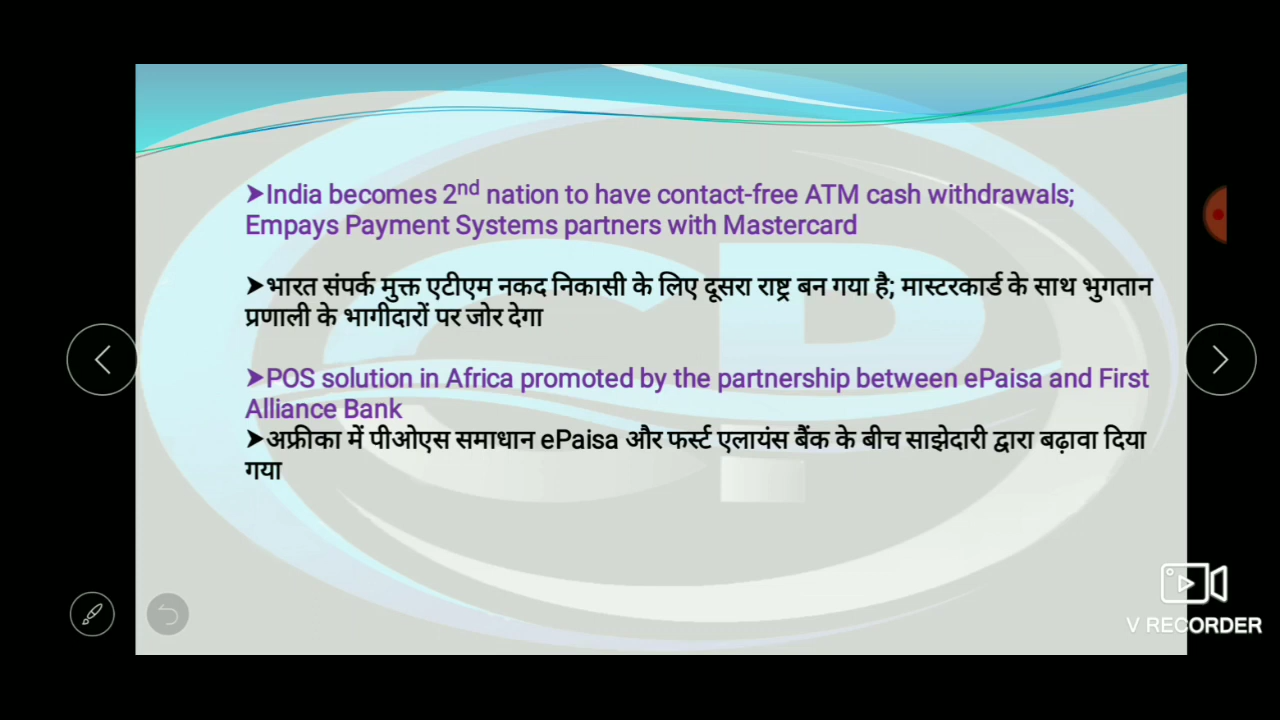 ➤India becomes 2nd nation to have contact-free ATM cash withdrawals;
Empays Payment Systems partners with Mastercard
➤भारत संपर्क मुक्त एटीएम नकद निकासी के लिए दूसरा राष्ट्र बन गया है; मास्टरकार्ड के साथ भुगतान
प्रणाली के भागीदारों पर जोर देगा
➤POS solution in Africa promoted by the partnership between ePaisa and First
Alliance Bank
➤अफ्रीका में पीओएस समाधान ePaisa और फर्स्ट एलायंस बैंक के बीच साझेदारी द्वारा बढ़ावा दिया
गया
V RECORDER